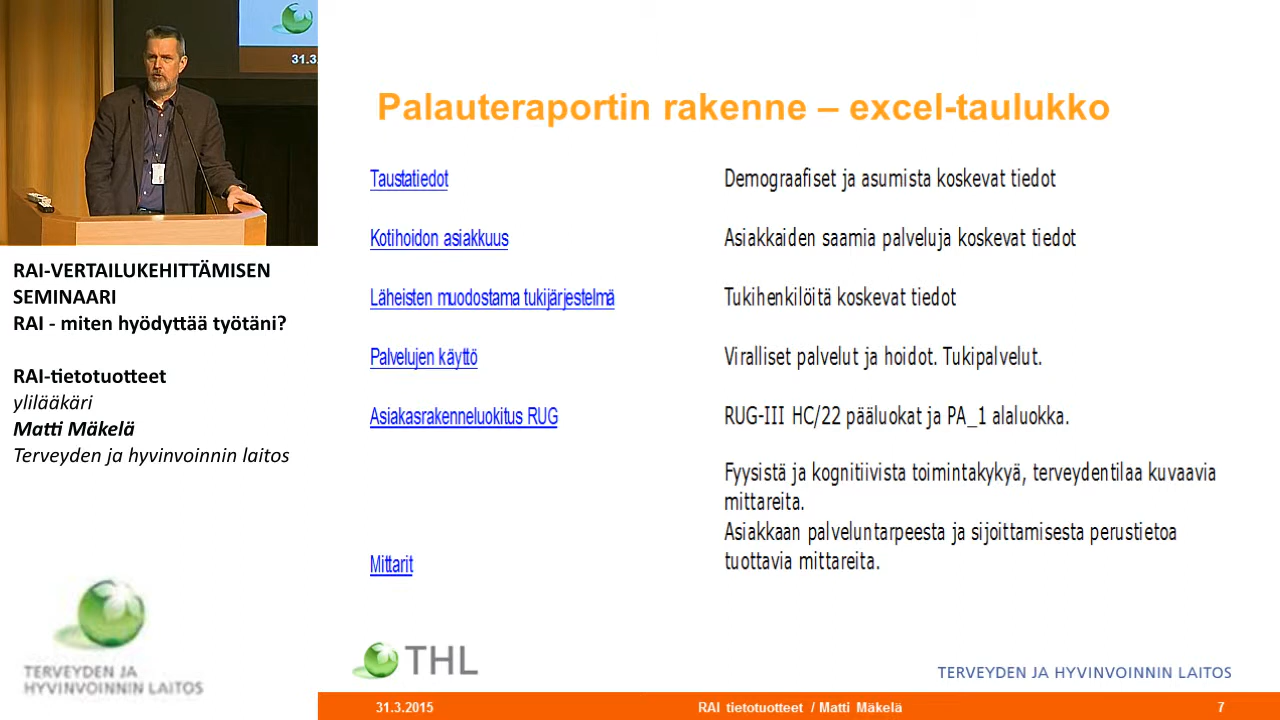 31.3
RAI-VERTAILUKEHITTÄMISEN
SEMINAARI
RAI - miten hyödyttää työtäni?
RAI-tietotuotteet
ylilääkäri
Matti Mäkelä
Terveyden ja hyvinvoinnin laitos
TERVEYDEN JA
HYVINVOINNIN LAITOS
Palauteraportin rakenne – excel-taulukko
Taustatiedot Demograafiset ja asumista koskevat tiedot
Kotihoidon asiakkuus Asiakkaiden saamia palveluja koskevat tiedot
Läheisten muodostama tukijärjestelmä Tukihenkilöitä koskevat tiedot
Palvelujen käyttö Viralliset palvelut ja hoidot. Tukipalvelut.
Asiakasrakenneluokitus RUG RUG-III HC/22 pääluokat ja PA_1 alaluokka.
Fyysistä ja kognitiivista toimintakykyä, terveydentilaa kuvaavia
mittareita.
Asiakkaan palveluntarpeesta ja sijoittamisesta perustietoa
Mittarit tuottavia mittareita.
THL
TERVEYDEN JA HYVINVOINNIN LAITOS
31.3.2015 RAI tietotuotteet / Matti Mäkelä 7